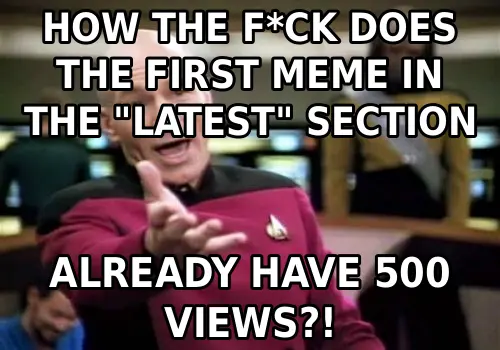 HOW THE F*CK DOES
THE FIRST MEME IN
THE "LATEST" SECTION
ALREADY HAVE 500
VIEWS?!